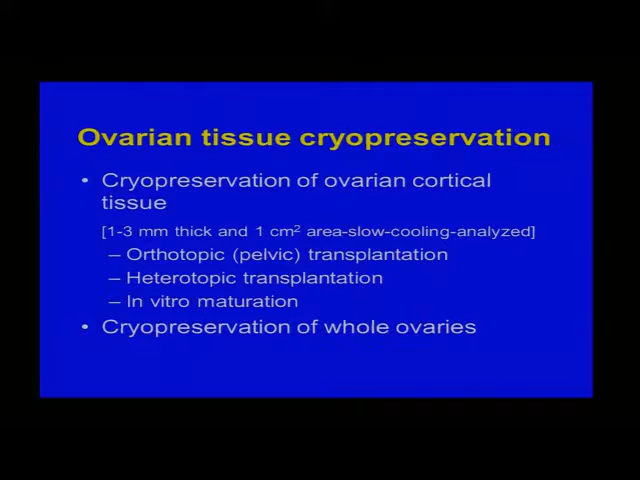 Ovarian tissue cryopreservation
• Cryopreservation of ovarian cortical
tissue
[1-3 mm thick and 1 cm² area-slow-cooling-analyzed]
– Orthotopic (pelvic) transplantation
– Heterotopic transplantation
– In vitro maturation
• Cryopreservation of whole ovaries